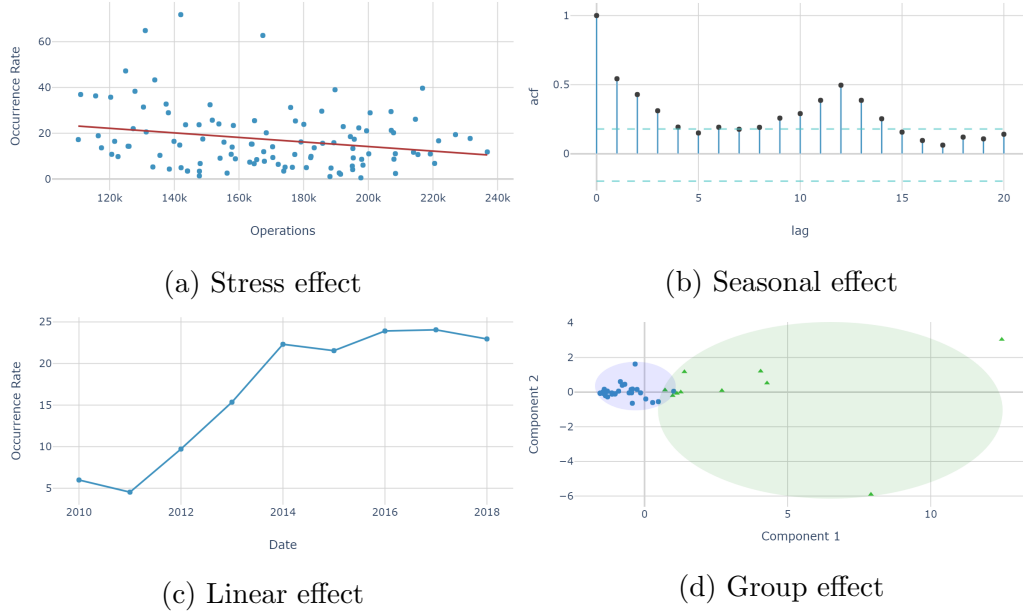 Occurrence Rate
60
40
20
0
120k 140k 160k 180k 200k 220k 240k
Operations
(a) Stress effect
acf
1
0.5
0
0 5 10 15 20
lag
(b) Seasonal effect
Occurrence Rate
25
20
15
10
5
2010 2012 2014 2016 2018
Date
(c) Linear effect
Component 2
4
2
0
−2
−4
−6
0 5 10
Component 1
(d) Group effect